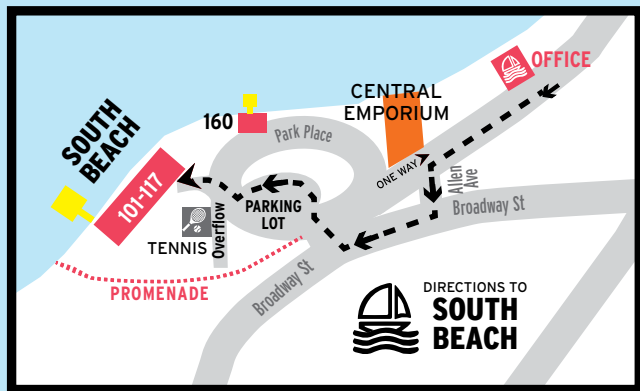 OFFICE
CENTRAL
EMPORIUM
SOUTH
BEACH
160
Park Place
ONE WAY
Allen
Ave
101-117
PARKING
LOT
Broadway St
TENNIS
Overflow
PROMENADE
Broadway St
DIRECTIONS TO
SOUTH
BEACH